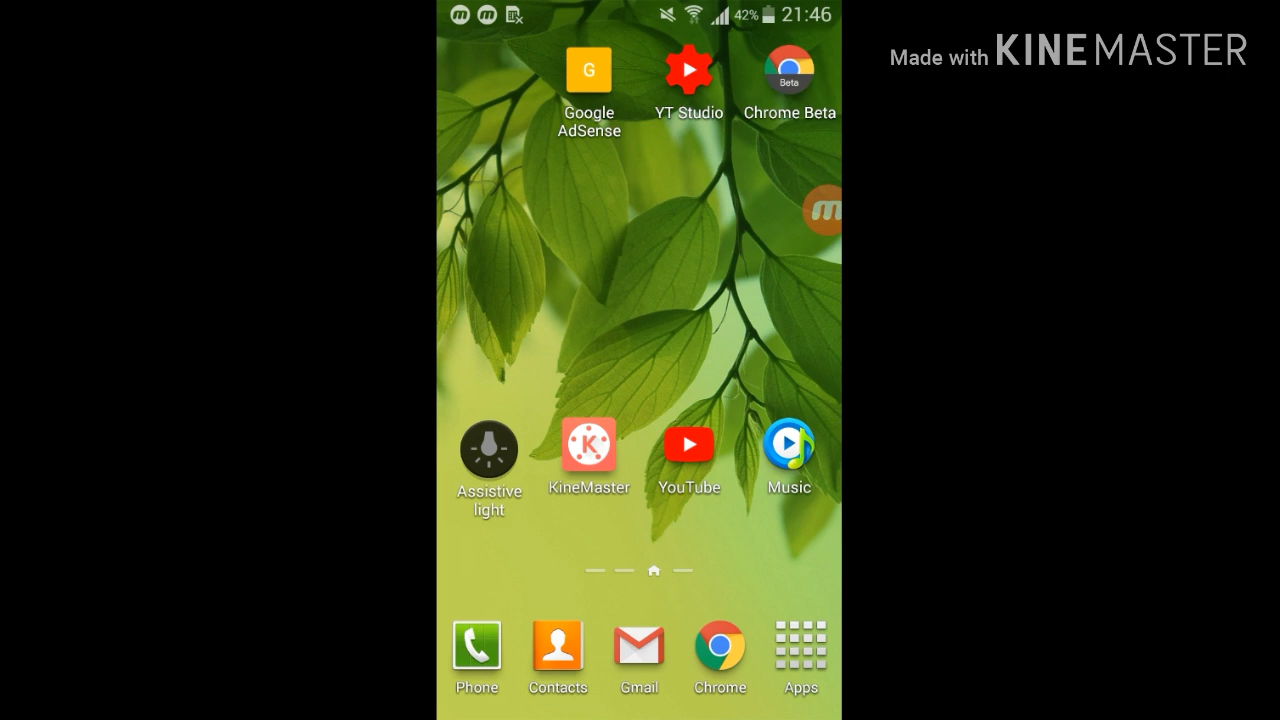 42% 21:46
Made with KINEMASTER
G
Beta
Google
AdSense
YT Studio
Chrome Beta
m
Assistive
light
K
KineMaster
YouTube
Music
Phone
Contacts
Gmail
Chrome
Apps